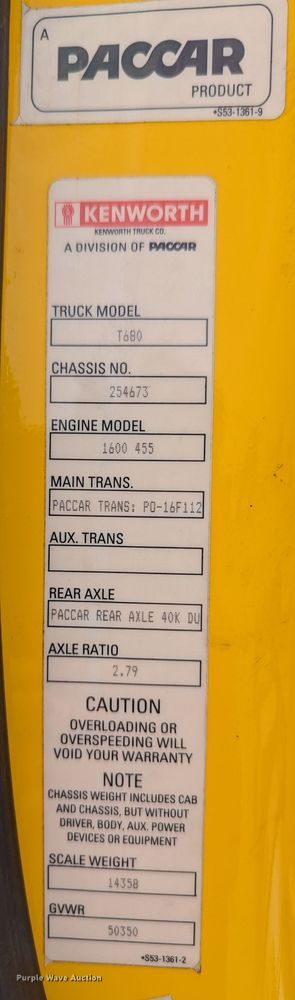 A
PACCAR
PRODUCT
*S53-1361-9
KENWORTH
KENWORTH TRUCK CO.
A DIVISION OF PACCAR
TRUCK MODEL
T680
CHASSIS NO.
254673
ENGINE MODEL
1600 455
MAIN TRANS.
PACCAR TRANS: PO-16F112
AUX. TRANS
REAR AXLE
PACCAR REAR AXLE 40K DU
AXLE RATIO
2.79
CAUTION
OVERLOADING OR
OVERSPEEDING WILL
VOID YOUR WARRANTY
NOTE
CHASSIS WEIGHT INCLUDES CAB
AND CHASSIS, BUT WITHOUT
DRIVER, BODY, AUX. POWER
DEVICES OR EQUIPMENT
SCALE WEIGHT
14358
GVWR
50350
*S53-1361-2
Purple Wave Auction